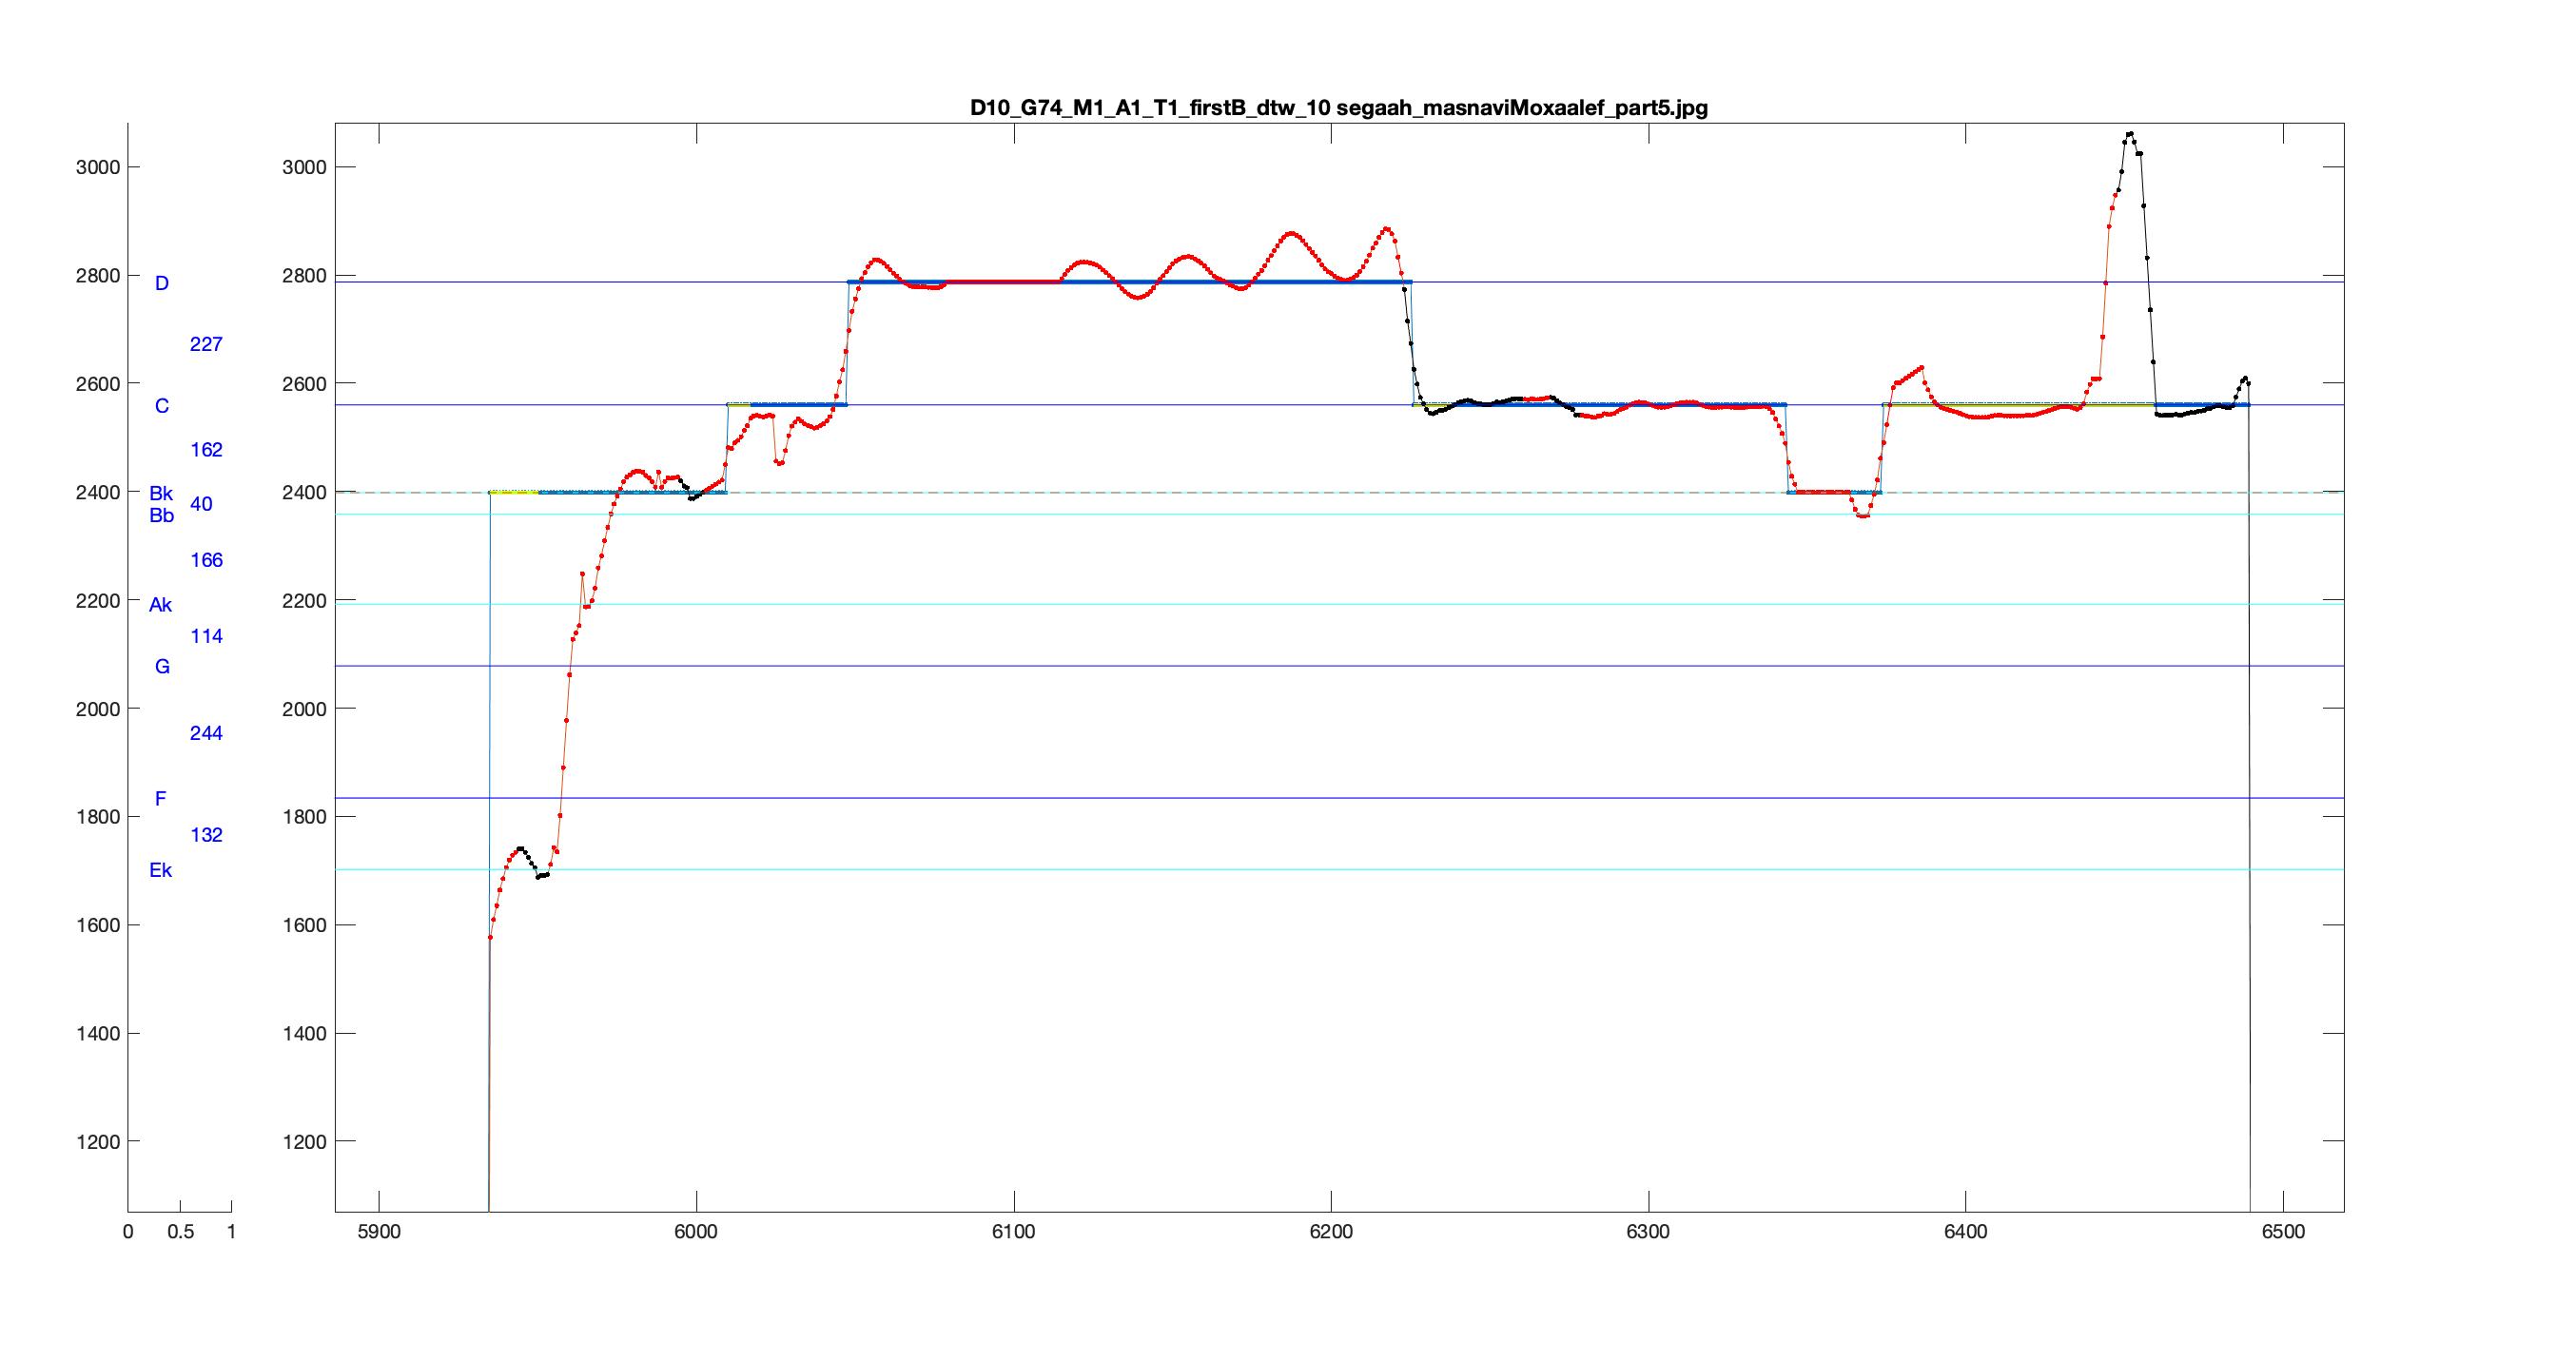 D10_G74_M1_A1_T1_firstB_dtw_10 segaah_masnaviMoxaalef_part5.jpg
3000 3000
2800 D 2800
227
2600 2600
C
162
2400 Bk 2400
40
Bb
166
2200 Ak 2200
114
G
2000 2000
244
F
1800 1800
132
Ek
1600 1600
1400 1400
1200 1200
0 0.5 1 5900 6000 6100 6200 6300 6400 6500